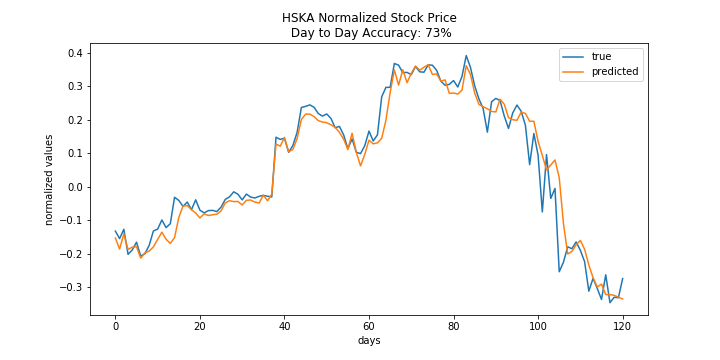 HSKA Normalized Stock Price
Day to Day Accuracy: 73%
true
predicted
normalized values
0.4
0.3
0.2
0.1
0.0
−0.1
−0.2
−0.3
0 20 40 60 80 100 120
days